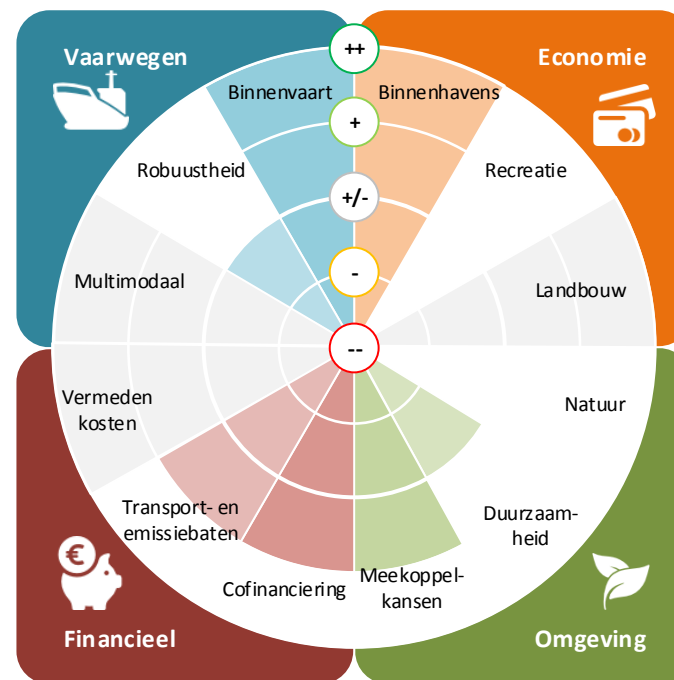 Vaarwegen
++
Economie
Binnenvaart
Binnenhavens
+
Robuustheid
Recreatie
+/-
Multimodaal
-
Landbouw
--
Vermeden
kosten
Natuur
Transport- en
emissiebaten
Duurzaam-
heid
Cofinanciering
Meekoppel-
kansen
€
Financieel
Omgeving